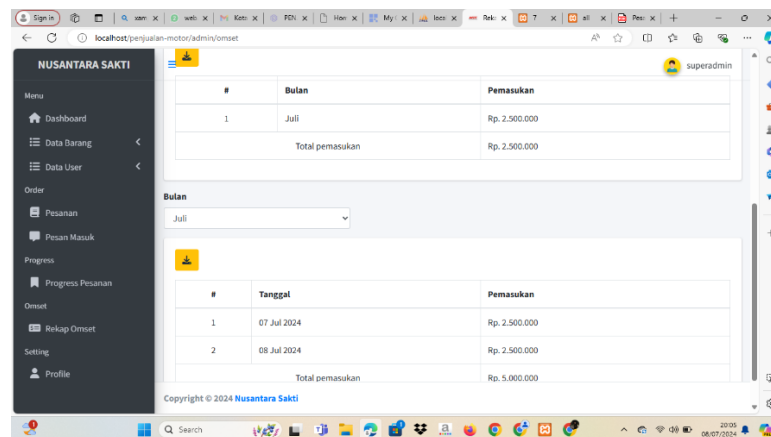 Sign in
localhost/penjualan-motor/admin/omset
NUSANTARA SAKTI
superadmin
Menu
Dashboard
Data Barang
Data User
Order
Pesanan
Pesan Masuk
Progress
Progress Pesanan
Omset
Rekap Omset
Setting
Profile
# Bulan Pemasukan
1 Juli Rp. 2.500.000
Total pemasukan Rp. 2.500.000
Bulan
Juli
# Tanggal Pemasukan
1 07 Jul 2024 Rp. 2.500.000
2 08 Jul 2024 Rp. 2.500.000
Total pemasukan Rp. 5.000.000
Copyright © 2024 Nusantara Sakti
Search
20:05
08/07/2024